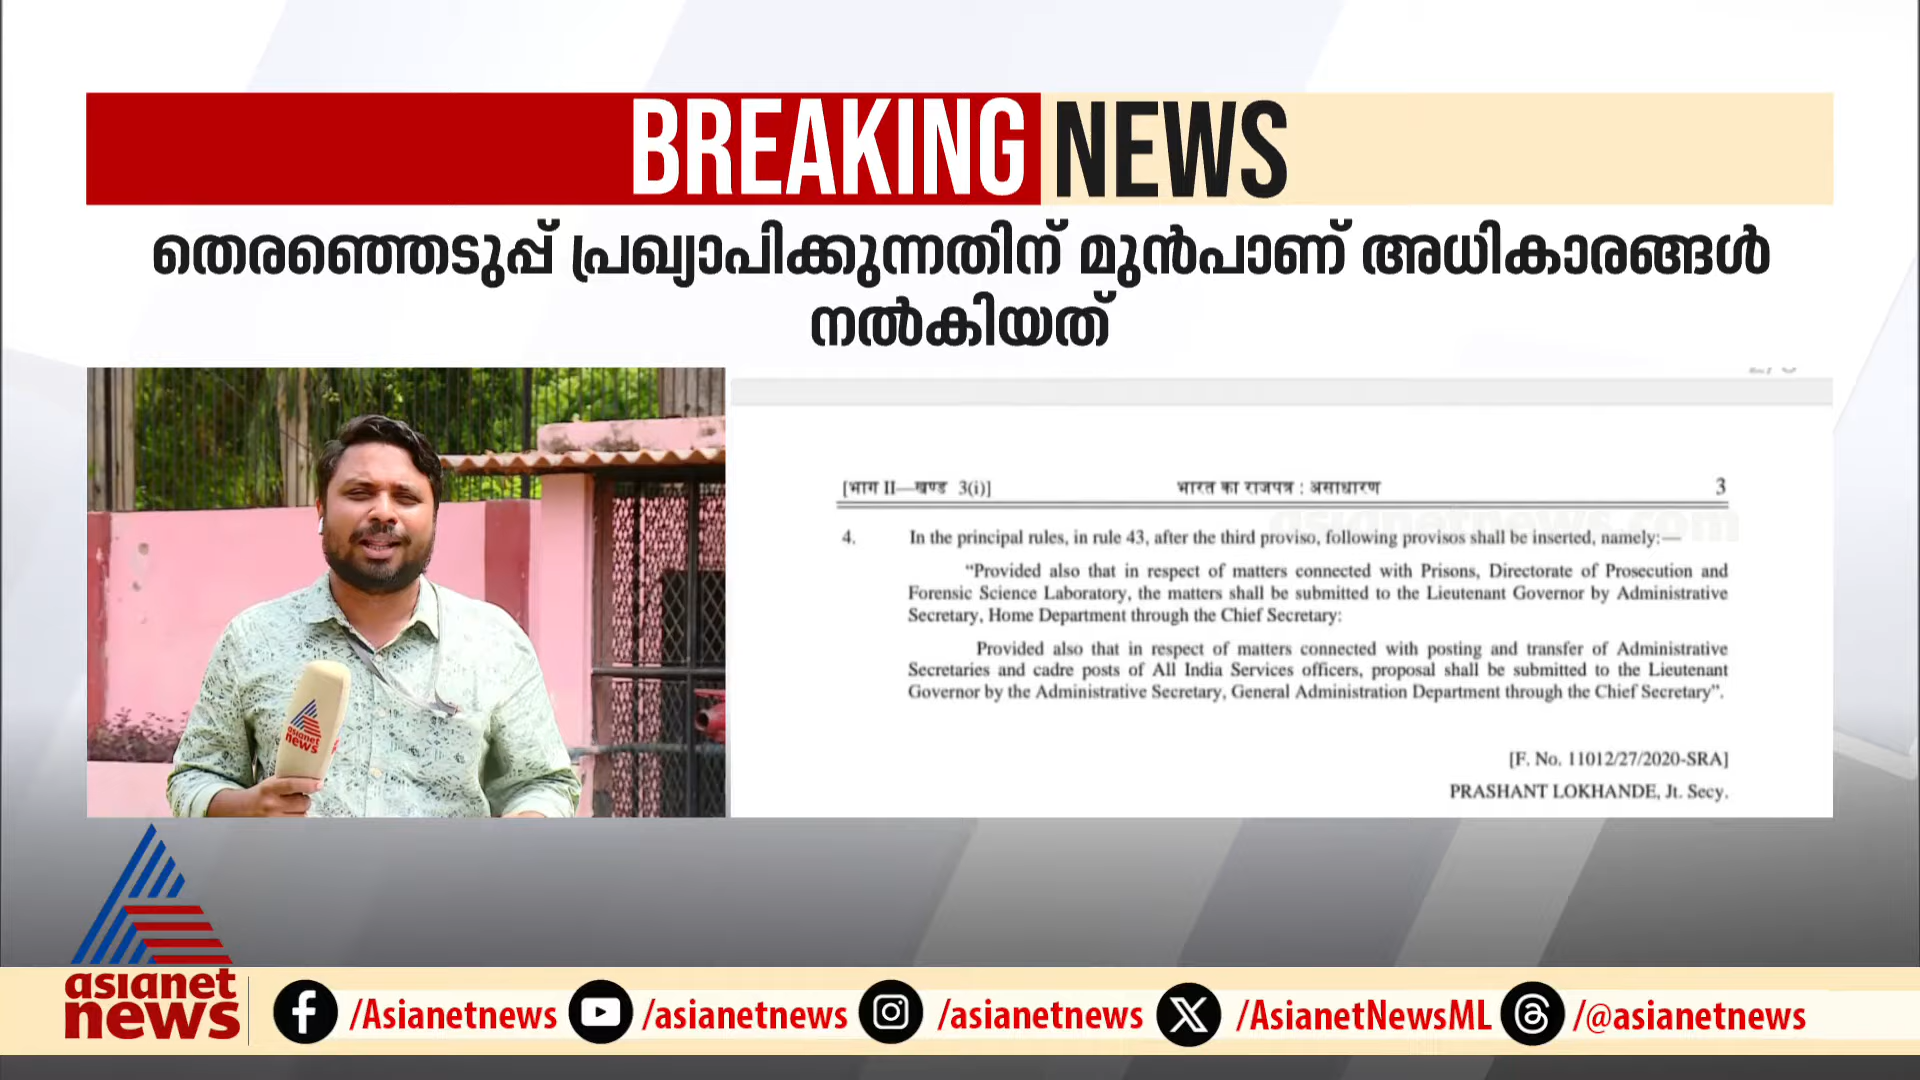 BREAKING NEWS
തെരഞ്ഞെടുപ്പ് പ്രഖ്യാപിക്കുന്നതിന് മുൻപാണ് അധികാരങ്ങൾ
നൽകിയത്
[भाग II—खण्ड 3(i)] भारत का राजपत्र : असाधारण 3
asianetnews.com
4. In the principal rules, in rule 43, after the third proviso, following provisos shall be inserted, namely:—
“Provided also that in respect of matters connected with Prisons, Directorate of Prosecution and
Forensic Science Laboratory, the matters shall be submitted to the Lieutenant Governor by Administrative
Secretary, Home Department through the Chief Secretary:
Provided also that in respect of matters connected with posting and transfer of Administrative
Secretaries and cadre posts of All India Services officers, proposal shall be submitted to the Lieutenant
Governor by the Administrative Secretary, General Administration Department through the Chief Secretary”.
[F. No. 11012/27/2020-SRA]
PRASHANT LOKHANDE, Jt. Secy.
asianet
news
asianet
news
/Asianetnews /asianetnews /asianetnews /AsianetNewsML /@asianetnews